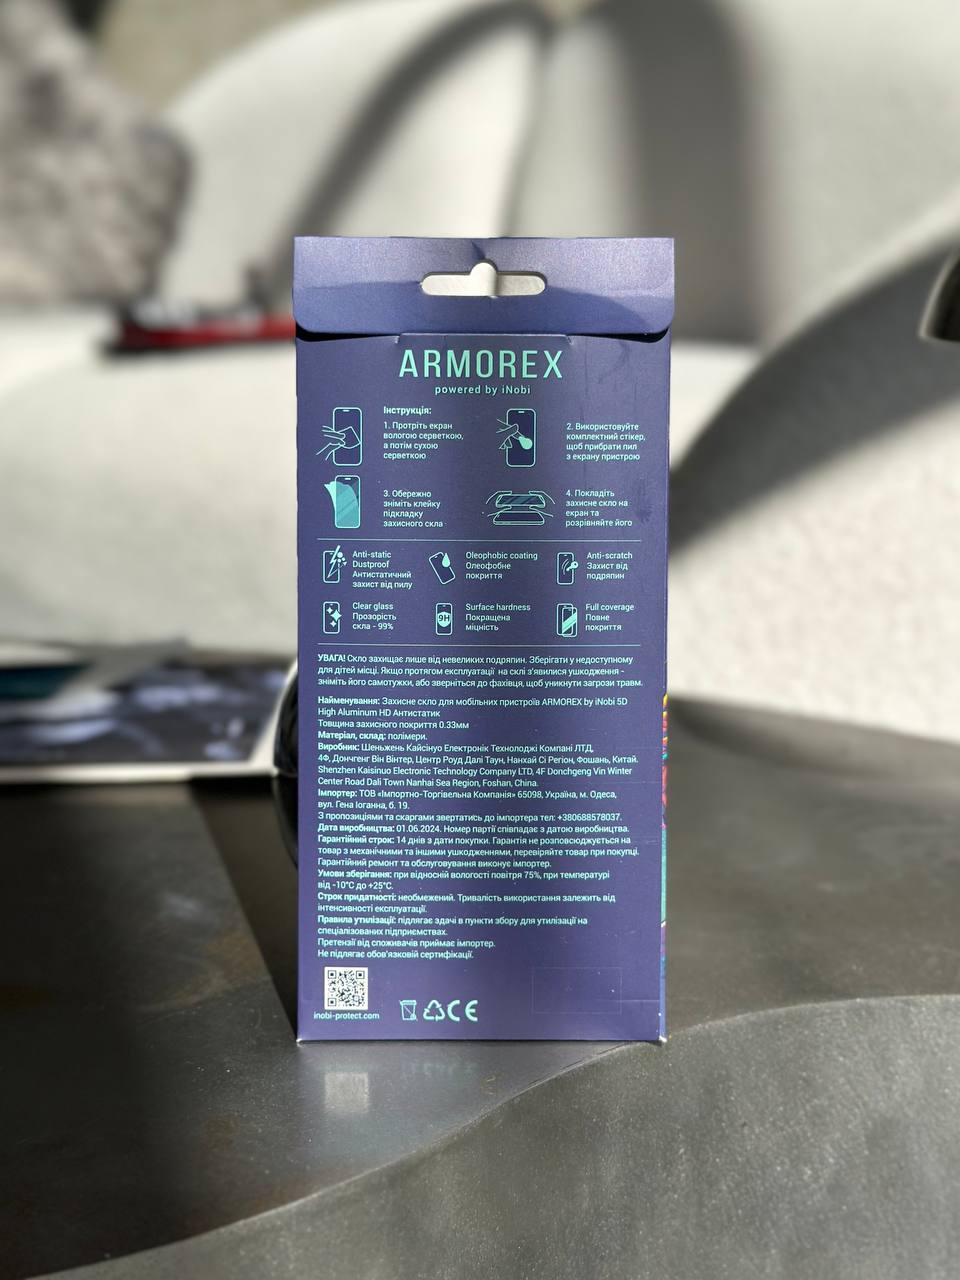 ARMOREX
powered by iNobi
Інструкція:
1. Протріть екран
вологою серветкою,
а потім сухою
серветкою
2. Використовуйте
комплектний стікер,
щоб прибрати пил
з екрану пристрою
3. Обережно
зніміть клейку
підкладку
захисного скла
4. Покладіть
захисне скло на
екран та
розрівняйте його
Anti-static
Dustproof
Антистатичний
захист від пилу
Oleophobic coating
Олеофобне
покриття
Anti-scratch
Захист від
подряпин
Clear glass
Прозорість
скла - 99%
9H
Surface hardness
Покращена
міцність
Full coverage
Повне
покриття
УВАГА! Скло захищає лише від невеликих подряпин. Зберігати у недоступному
для дітей місці. Якщо протягом експлуатації на склі з'явилися ушкодження -
зніміть його самотужки, або зверніться до фахівця, щоб уникнути загрози травм.
Найменування: Захисне скло для мобільних пристроїв ARMOREX by iNobi 5D
High Aluminum HD Антистатик
Товщина захисного покриття 0.33мм
Матеріал, склад: полімери.
Виробник: Шеньжень Кайсінуо Електронік Технолоджі Компані ЛТД,
4Ф, Дончгенг Він Вінтер, Центр Роуд Далі Таун, Нанхай Сі Регіон, Фошань, Китай.
Shenzhen Kaisinuo Electronic Technology Company LTD, 4F Donchgeng Vin Winter
Center Road Dali Town Nanhai Sea Region, Foshan, China.
Імпортер: ТОВ «Імпортно-Торгівельна Компанія» 65098, Україна, м. Одеса,
вул. Гена Іоганна, б. 19.
З пропозиціями та скаргами звертатись до імпортера тел: +380688578037.
Дата виробництва: 01.06.2024. Номер партії співпадає з датою виробництва.
Гарантійний строк: 14 днів з дати покупки. Гарантія не розповсюджується на
товар з механічними та іншими ушкодженнями, перевіряйте товар при покупці.
Гарантійний ремонт та обслуговування виконує імпортер.
Умови зберігання: при відносній вологості повітря 75%, при температурі
від -10°C до +25°C.
Строк придатності: необмежений. Тривалість використання залежить від
інтенсивності експлуатації.
Правила утилізації: підлягає здачі в пункти збору для утилізації на
спеціалізованих підприємствах.
Претензії від споживачів приймає імпортер.
Не підлягає обов'язковій сертифікації.
inobi-protect.com
CE